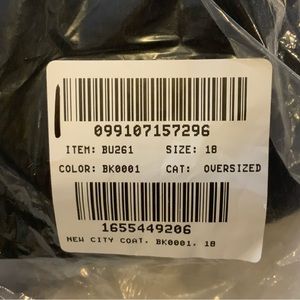 099107157296
ITEM: BU261 SIZE: 18
COLOR: BK0001 CAT: OVERSIZED
1655449206
NEW CITY COAT, BK0001, 18